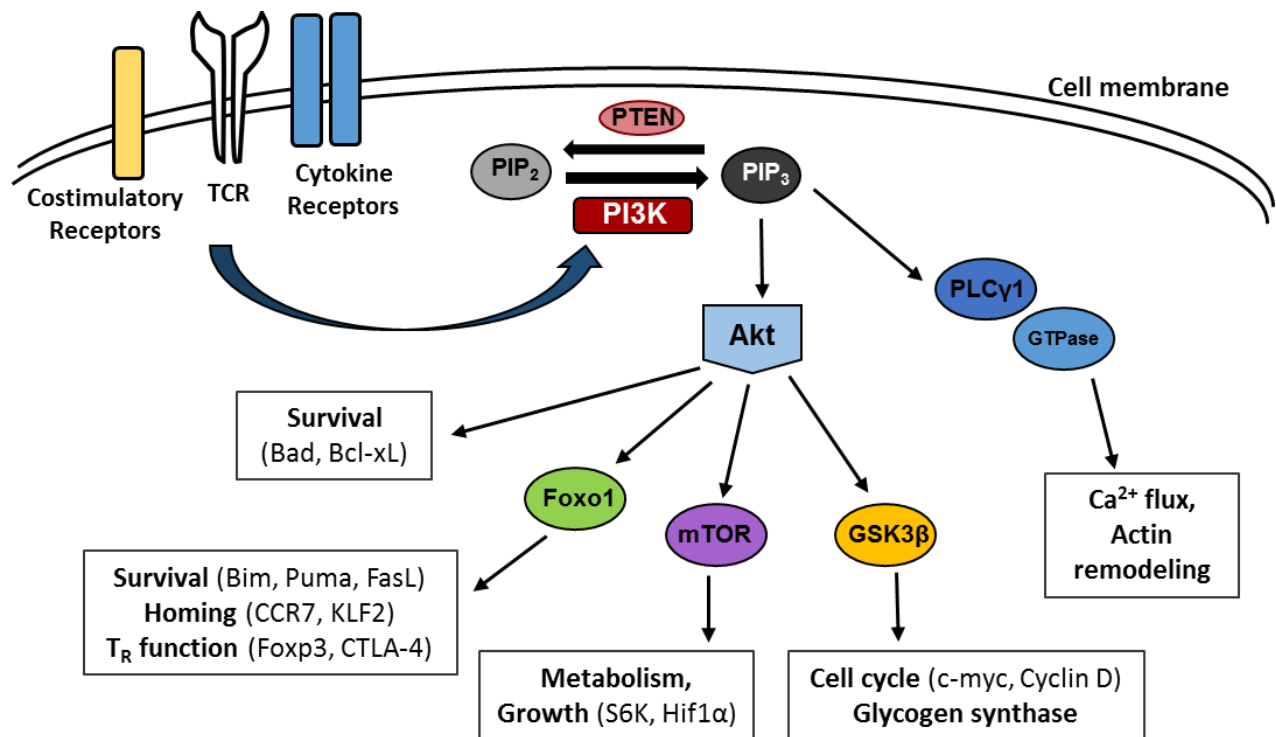 Cell membrane
Costimulatory
Receptors
TCR
Cytokine
Receptors
PTEN
PIP₂
PIP₃
PI3K
PLCγ1
GTPase
Akt
Survival
(Bad, Bcl-xL)
Foxo1
mTOR
GSK3β
Ca²⁺ flux,
Actin
remodeling
Survival (Bim, Puma, FasL)
Homing (CCR7, KLF2)
T_R function (Foxp3, CTLA-4)
Metabolism,
Growth (S6K, Hif1α)
Cell cycle (c-myc, Cyclin D)
Glycogen synthase